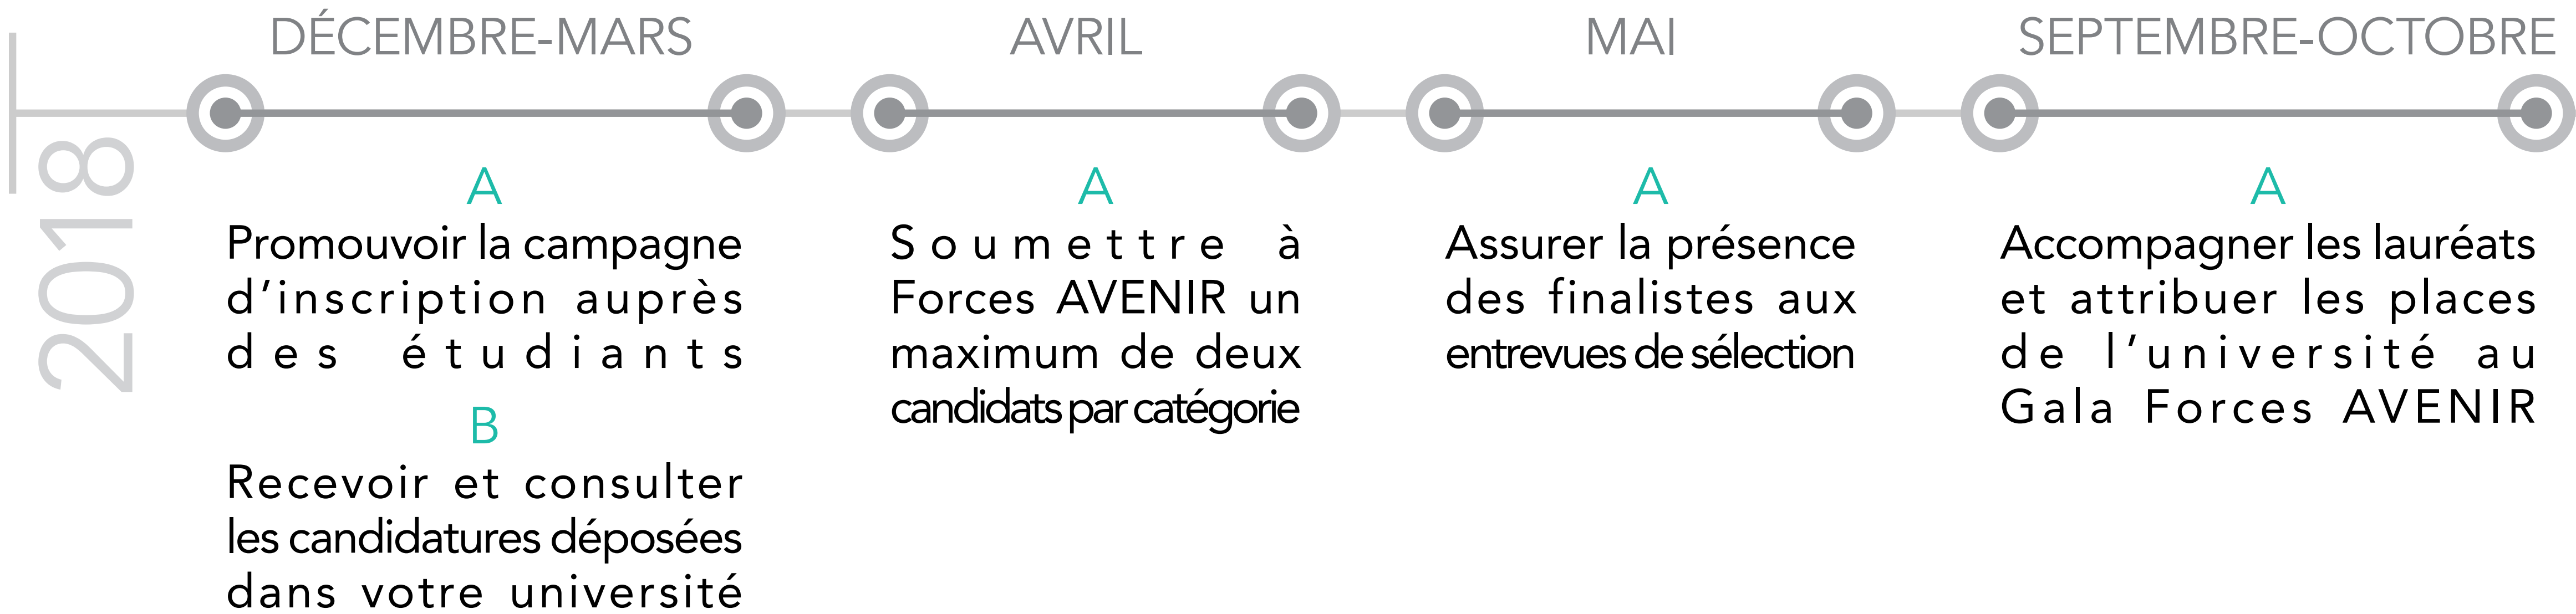 2018
DÉCEMBRE-MARS
A
Promouvoir la campagne
d’inscription auprès
des étudiants
B
Recevoir et consulter
les candidatures déposées
dans votre université
AVRIL
A
Soumettre à
Forces AVENIR un
maximum de deux
candidats par catégorie
MAI
A
Assurer la présence
des finalistes aux
entrevues de sélection
SEPTEMBRE-OCTOBRE
A
Accompagner les lauréats
et attribuer les places
de l’université au
Gala Forces AVENIR